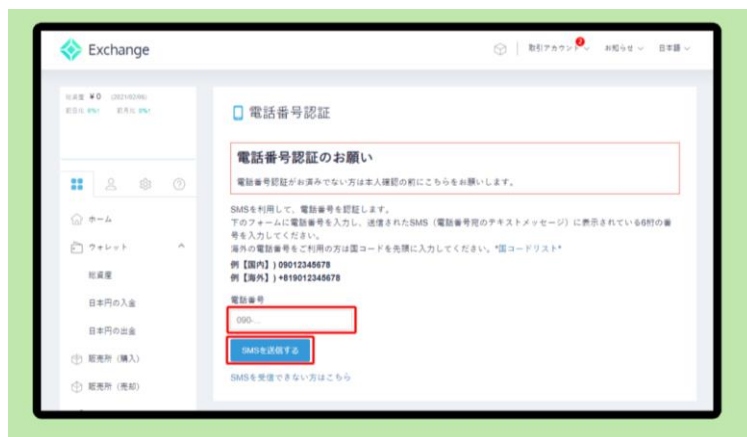 Exchange
取引アカウント
2
お知らせ
日本語
総資産 ¥0 (2021/02/08)
前日比 0%↑ 前月比 0%↑
電話番号認証
電話番号認証のお願い
電話番号認証がお済みでない方は本人確認の前にこちらをお願いします。
SMSを利用して、電話番号を認証します。
下のフォームに電話番号を入力し、送信されたSMS（電話番号宛のテキストメッセージ）に表示されている6桁の番
号を入力してください。
海外の電話番号をご利用の方は国コードを先頭に入力してください。*国コードリスト*
例【国内】) 09012345678
例【海外】) +819012345678
電話番号
090-...
SMSを送信する
SMSを受信できない方はこちら
ホーム
ウォレット
総資産
日本円の入金
日本円の出金
販売所（購入）
販売所（売却）